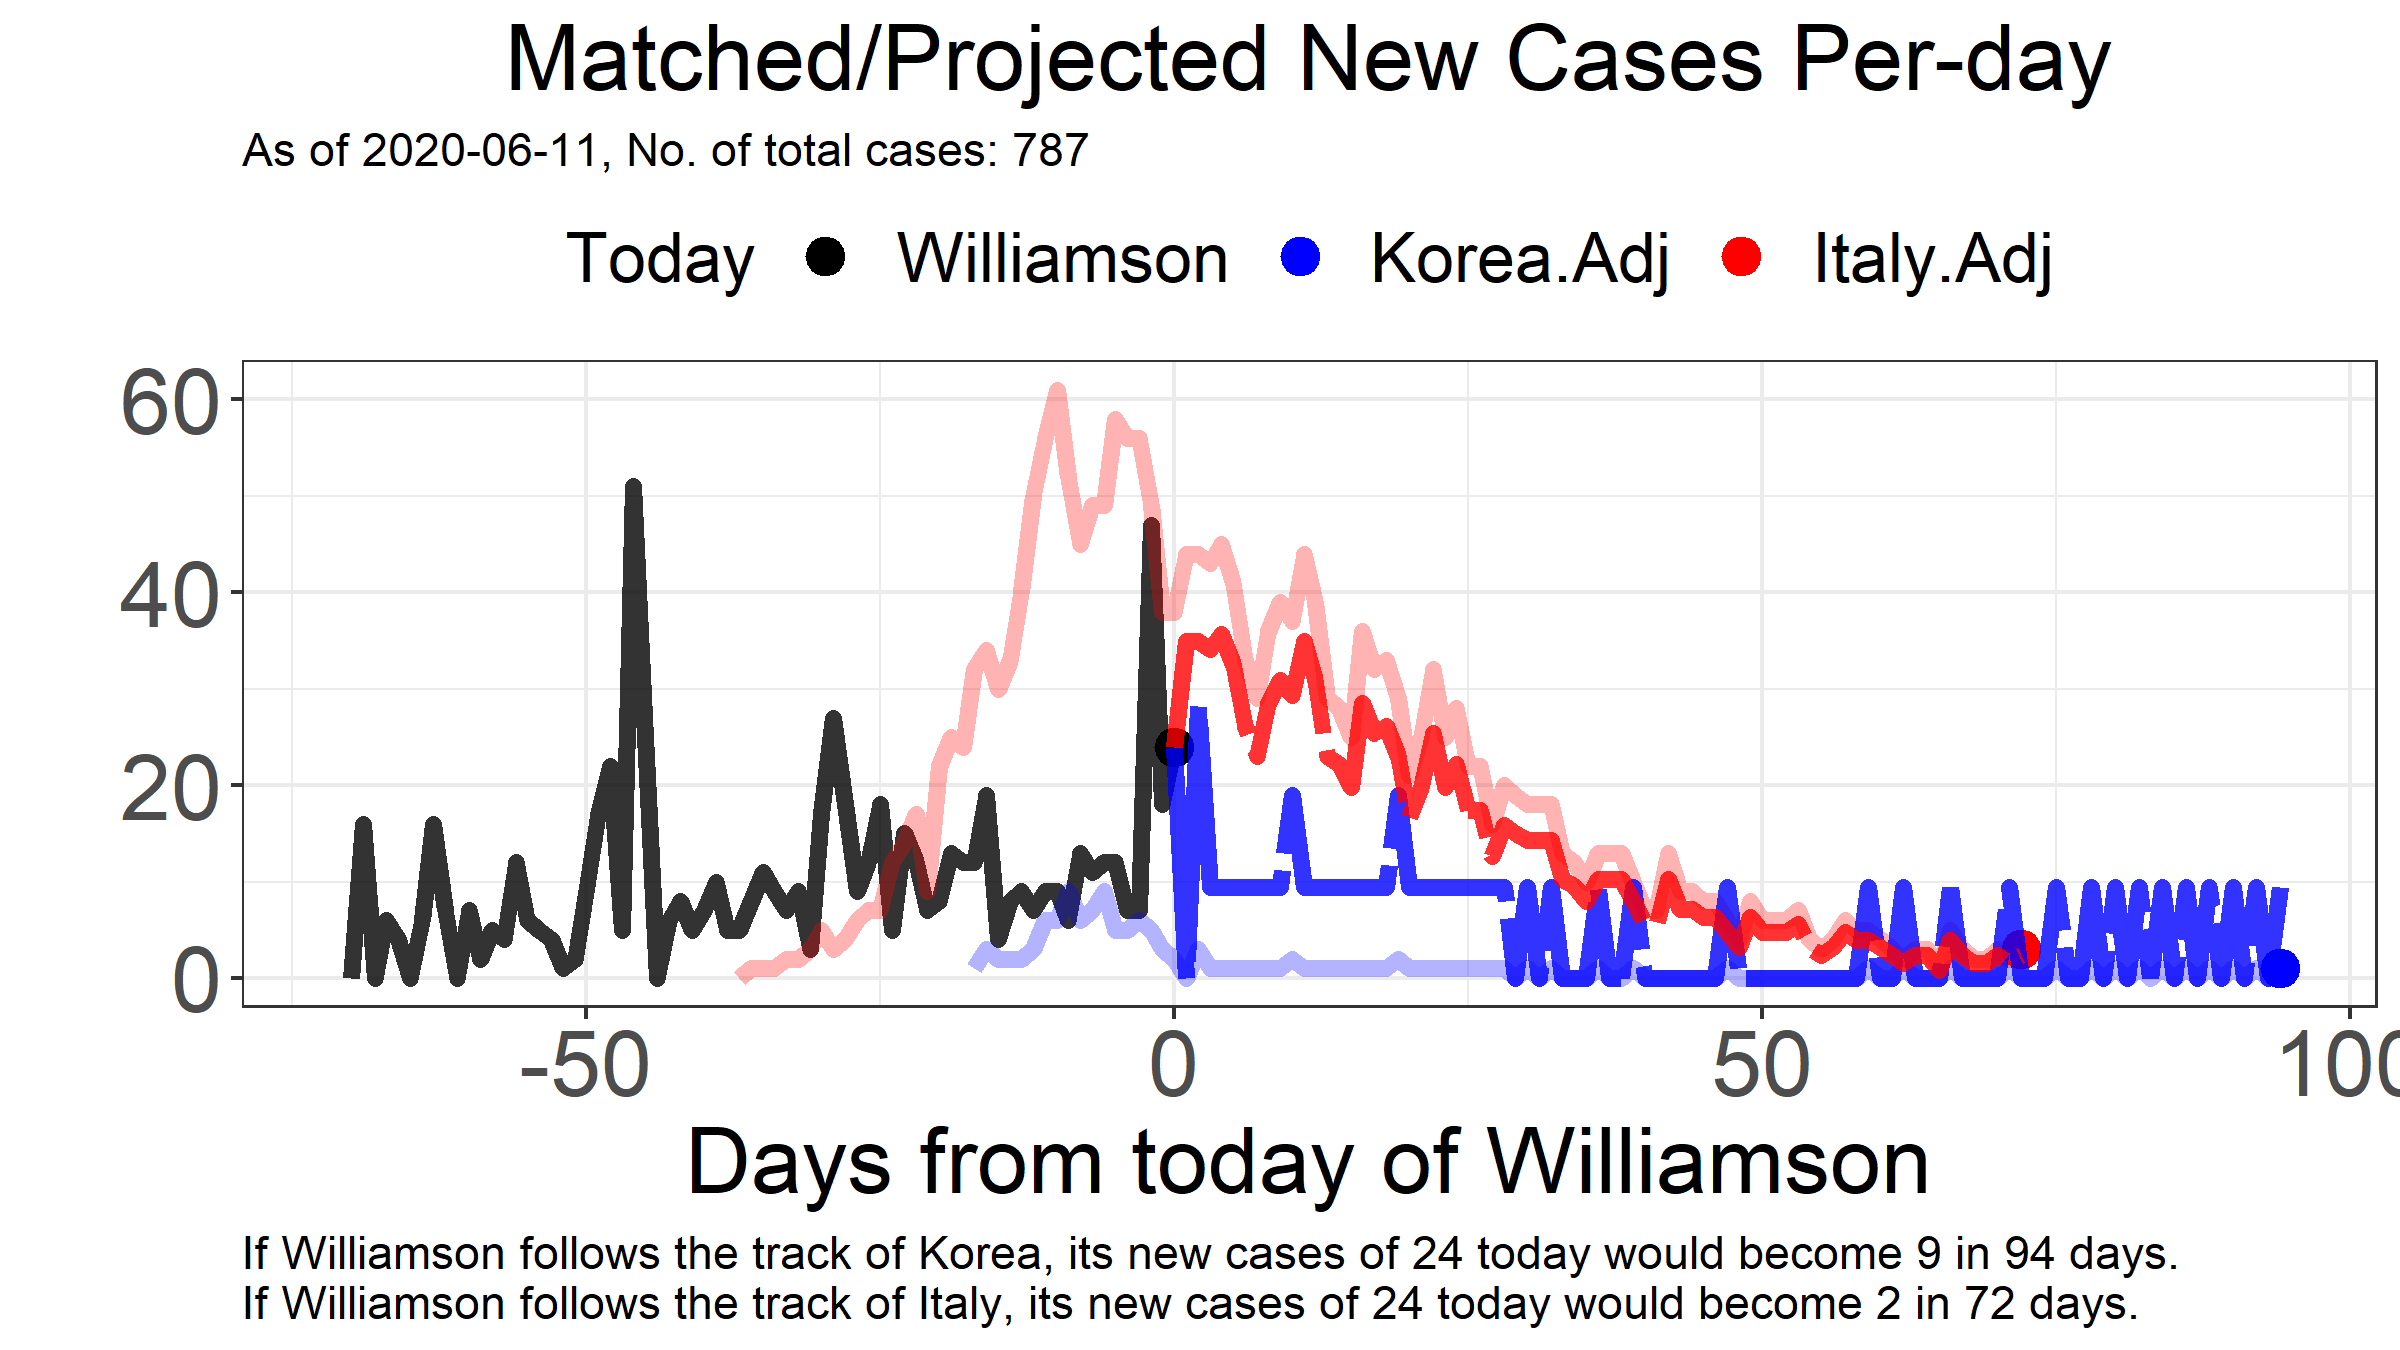 Matched/Projected New Cases Per-day
As of 2020-06-11, No. of total cases: 787
Today Williamson Korea.Adj Italy.Adj
60
40
20
0
-50 0 50 100
Days from today of Williamson
If Williamson follows the track of Korea, its new cases of 24 today would become 9 in 94 days.
If Williamson follows the track of Italy, its new cases of 24 today would become 2 in 72 days.